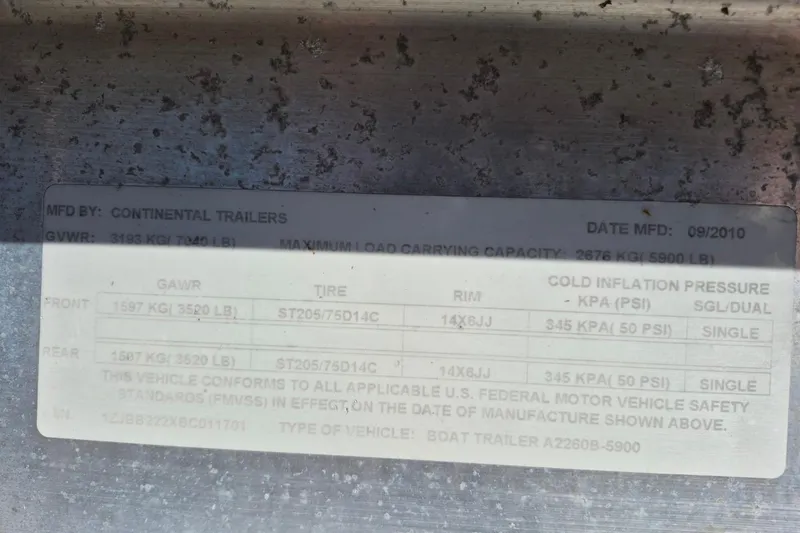 MFD BY: CONTINENTAL TRAILERS DATE MFD: 09/2010
GVWR: 3193 KG( 7040 LB) MAXIMUM LOAD CARRYING CAPACITY: 2676 KG( 5900 LB)
GAWR TIRE RIM COLD INFLATION PRESSURE
KPA (PSI) SGL/DUAL
FRONT 1597 KG( 3520 LB) ST205/75D14C 14X6JJ 345 KPA( 50 PSI) SINGLE
REAR 1597 KG( 3520 LB) ST205/75D14C 14X6JJ 345 KPA( 50 PSI) SINGLE
THIS VEHICLE CONFORMS TO ALL APPLICABLE U.S. FEDERAL MOTOR VEHICLE SAFETY
STANDARDS (FMVSS) IN EFFECT ON THE DATE OF MANUFACTURE SHOWN ABOVE.
TYPE OF VEHICLE: BOAT TRAILER A2260B-5900